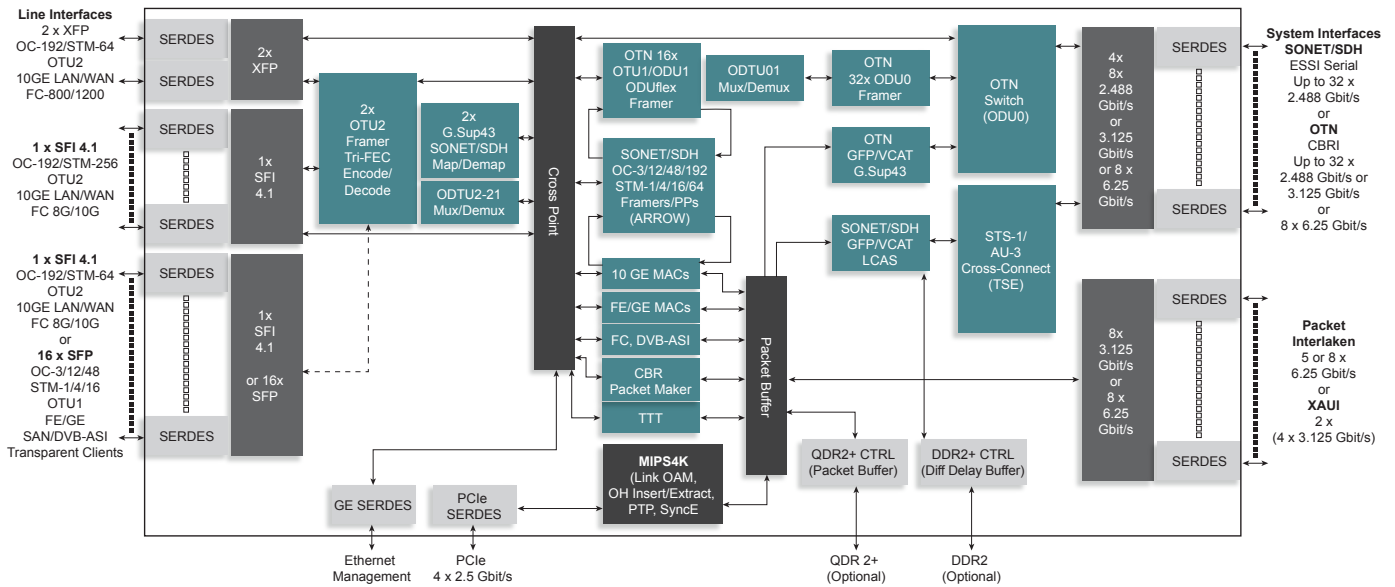 Line Interfaces
2 x XFP
OC-192/STM-64
OTU2
10GE LAN/WAN
FC-800/1200
1 x SFI 4.1
OC-192/STM-256
OTU2
10GE LAN/WAN
FC 8G/10G
1 x SFI 4.1
OC-192/STM-64
OTU2
10GE LAN/WAN
FC 8G/10G
or
16 x SFP
OC-3/12/48
STM-1/4/16
OTU1
FE/GE
SAN/DVB-ASI
Transparent Clients
SERDES
SERDES
SERDES
SERDES
SERDES
SERDES
2x
XFP
1x
SFI
4.1
1x
SFI
4.1
or 16x
SFP
2x
OTU2
Framer
Tri-FEC
Encode/
Decode
2x
G.Sup43
SONET/SDH
Map/Demap
ODTU2-21
Mux/Demux
Cross Point
OTN 16x
OTU1/ODU1
ODUflex
Framer
SONET/SDH
OC-3/12/48/192
STM-1/4/16/64
Framers/PPs
(ARROW)
10 GE MACs
FE/GE MACs
FC, DVB-ASI
CBR
Packet Maker
TTT
MIPS4K
(Link OAM,
OH Insert/Extract,
PTP, SyncE
GE SERDES
PCIe
SERDES
Ethernet
Management
PCIe
4 x 2.5 Gbit/s
ODTU01
Mux/Demux
Packet Buffer
OTN
32x ODU0
Framer
OTN
GFP/VCAT
G.Sup43
SONET/SDH
GFP/VCAT
LCAS
OTN
Switch
(ODU0)
STS-1/
AU-3
Cross-Connect
(TSE)
QDR2+ CTRL
(Packet Buffer)
DDR2+ CTRL
(Diff Delay Buffer)
QDR 2+
(Optional)
DDR2
(Optional)
4x
8x
2.488
Gbit/s
or
3.125
Gbit/s
or 8 x
6.25
Gbit/s
8x
3.125
Gbit/s
or
8 x
6.25
Gbit/s
SERDES
SERDES
SERDES
SERDES
System Interfaces
SONET/SDH
ESSI Serial
Up to 32 x
2.488 Gbit/s
or
OTN
CBRI
Up to 32 x
2.488 Gbit/s or
3.125 Gbit/s
or
8 x 6.25 Gbit/s
Packet
Interlaken
5 or 8 x
6.25 Gbit/s
or
XAUI
2 x
(4 x 3.125 Gbit/s)